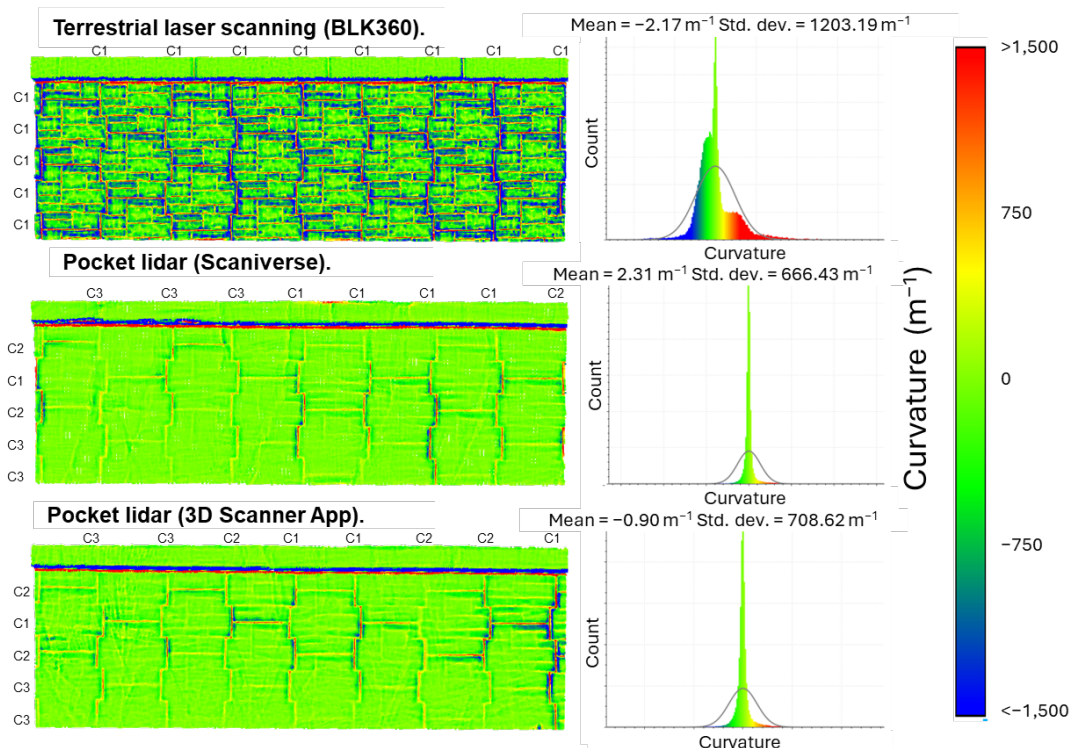 Terrestrial laser scanning (BLK360).
C1 C1 C1 C1 C1 C1 C1 C1
C1
C1
C1
C1
C1
Mean = −2.17 m⁻¹ Std. dev. = 1203.19 m⁻¹
Count
Curvature
Pocket lidar (Scaniverse).
C3 C3 C3 C1 C1 C1 C1 C2
C2
C1
C2
C3
C3
Mean = 2.31 m⁻¹ Std. dev. = 666.43 m⁻¹
Count
Curvature
Pocket lidar (3D Scanner App).
C3 C3 C2 C1 C1 C2 C2 C1
C2
C1
C2
C3
C3
Mean = −0.90 m⁻¹ Std. dev. = 708.62 m⁻¹
Count
Curvature
Curvature (m⁻¹)
>1,500
750
0
−750
<−1,500